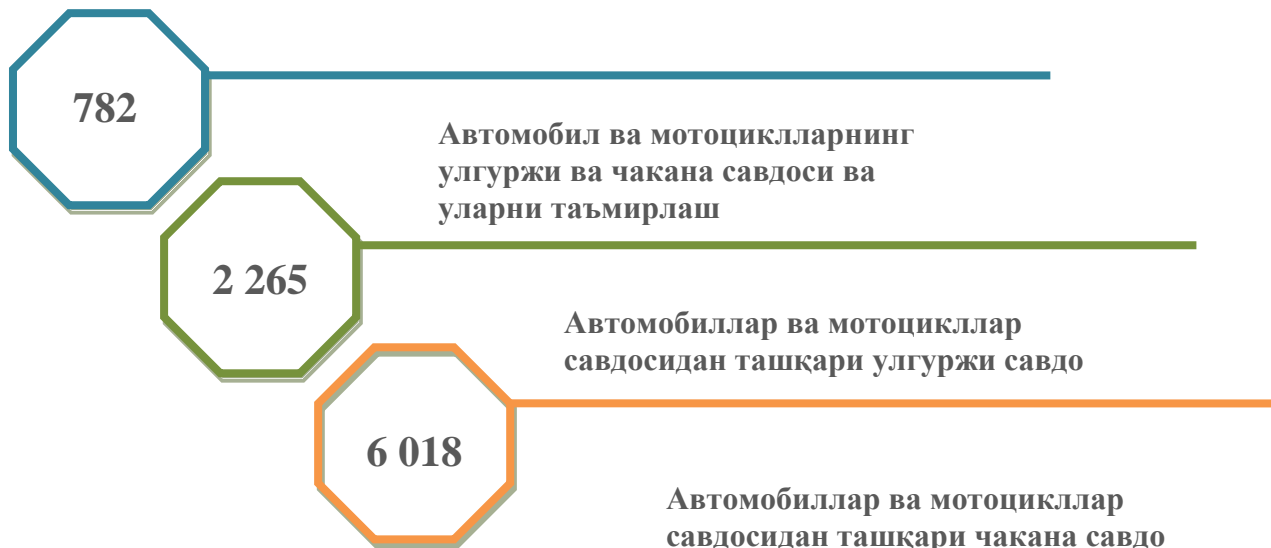 782
Автомобил ва мотоциклларнинг
улгуржи ва чакана савдоси ва
уларни таъмирлаш
2 265
Автомобиллар ва мотоцикллар
савдосидан ташқари улгуржи савдо
6 018
Автомобиллар ва мотоцикллар
савдосидан ташқари чакана савдо